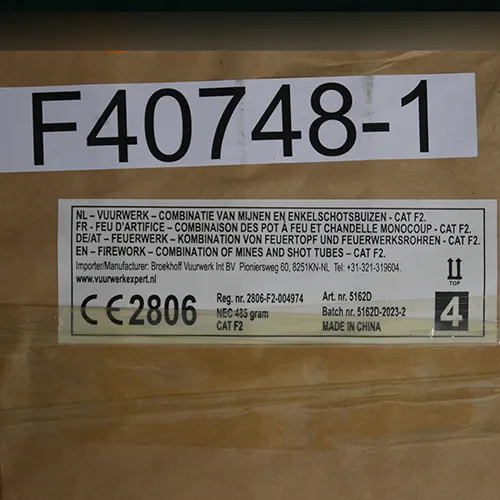 F40748-1
NL - VUURWERK - COMBINATIE VAN MIJNEN EN ENKELSCHOTSBUIZEN - CAT F2.
FR - FEU D'ARTIFICE - COMBINAISON DES POT À FEU ET CHANDELLE MONOCOUP - CAT F2.
DE/AT - FEUERWERK - KOMBINATION VON FEUERTOPF UND FEUERWERKSROHREN - CAT F2.
EN - FIREWORK - COMBINATION OF MINES AND SHOT TUBES - CAT F2.
Importer/Manufacturer: Broekhoff Vuurwerk Int BV Pioniersweg 60, 8251KN-NL Tel: +31-321-319604.
www.vuurwerkexpert.nl
TOP
CE 2806
Reg. nr. 2806-F2-004974
NEC 485 gram
CAT F2
Art. nr. 5162D
Batch nr. 5162D-2023-2
MADE IN CHINA
4